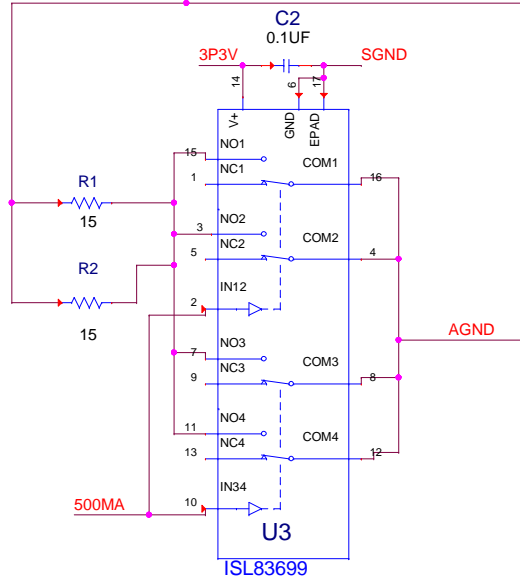 C2
0.1UF
3P3V
SGND
14
6
17
V+
GND
EPAD
NO1
15
COM1
R1
1
NC1
16
15
3
NO2
NC2
COM2
5
4
R2
IN12
2
15
AGND
NO3
7
NC3
COM3
9
8
NO4
11
NC4
COM4
13
12
IN34
500MA
10
U3
ISL83699